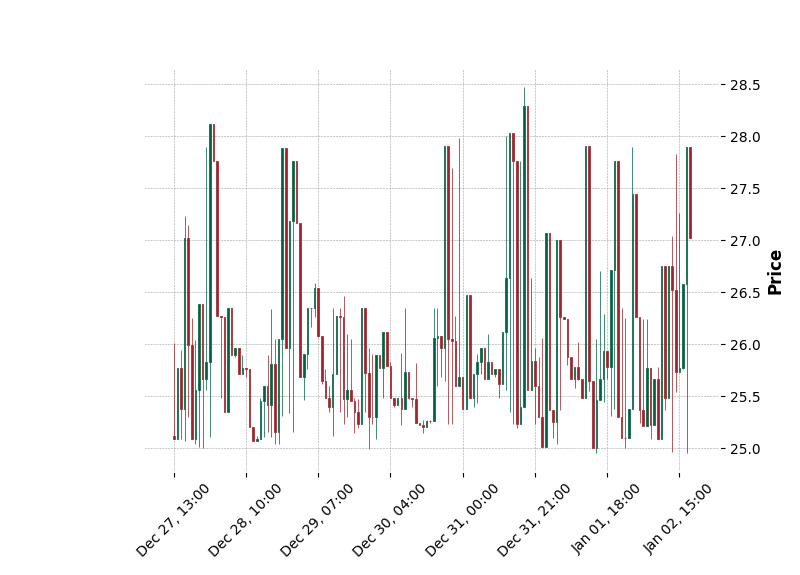 28.5
28.0
27.5
27.0
26.5
26.0
25.5
25.0
Price
Dec 27, 13:00
Dec 28, 10:00
Dec 29, 07:00
Dec 30, 04:00
Dec 31, 00:00
Dec 31, 21:00
Jan 01, 18:00
Jan 02, 15:00